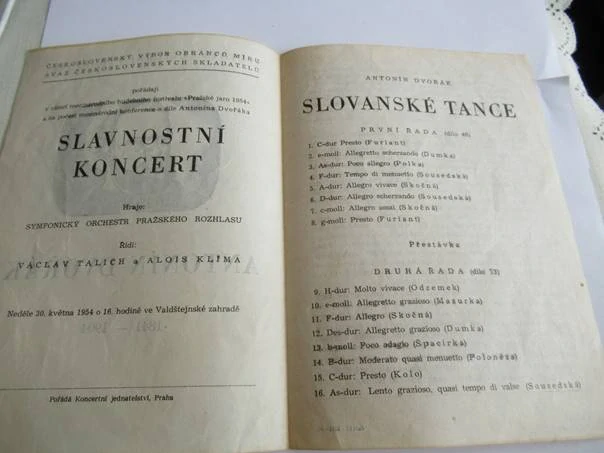 ČESKOSLOVENSKÝ VÝBOR OBRÁNCŮ MÍRU
SVAZ ČESKOSLOVENSKÝCH SKLADATELŮ
pořádají
v rámci mezinárodního hudebního festivalu »Pražské jaro 1954«
a na počest mezinárodní konference o díle Antonína Dvořáka
SLAVNOSTNÍ
KONCERT
Hraje:
SYMFONICKÝ ORCHESTR PRAŽSKÉHO ROZHLASU
Řídí:
VÁCLAV TALICH a ALOIS KLÍMA
Neděle 30. května 1954 o 16. hodině ve Valdštejnské zahradě
Pořádá Koncertní jednatelství, Praha
ANTONÍN DVOŘÁK
SLOVANSKÉ TANCE
PRVNÍ ŘADA (dílo 46)
1. C-dur Presto (Furiant)
2. e-moll: Allegretto scherzando (Dumka)
3. As-dur: Poco allegro (Polka)
4. F-dur: Tempo di menuetto (Sousedská)
5. A-dur: Allegro vivace (Skočná)
6. D-dur: Allegro scherzando (Sousedská)
7. c-moll: Allegro assai (Skočná)
8. g-moll: Presto (Furiant)
Přestávka
DRUHÁ ŘADA (dílo 72)
9. H-dur: Molto vivace (Odzemek)
10. e-moll: Allegretto grazioso (Mazurka)
11. F-dur: Allegro (Skočná)
12. Des-dur: Allegretto grazioso (Dumka)
13. b-moll: Poco adagio (Špacírka)
14. B-dur: Moderato quasi menuetto (Polonéza)
15. C-dur: Presto (Kolo)
16. As-dur: Lento grazioso, quasi tempo di valse (Sousedská)